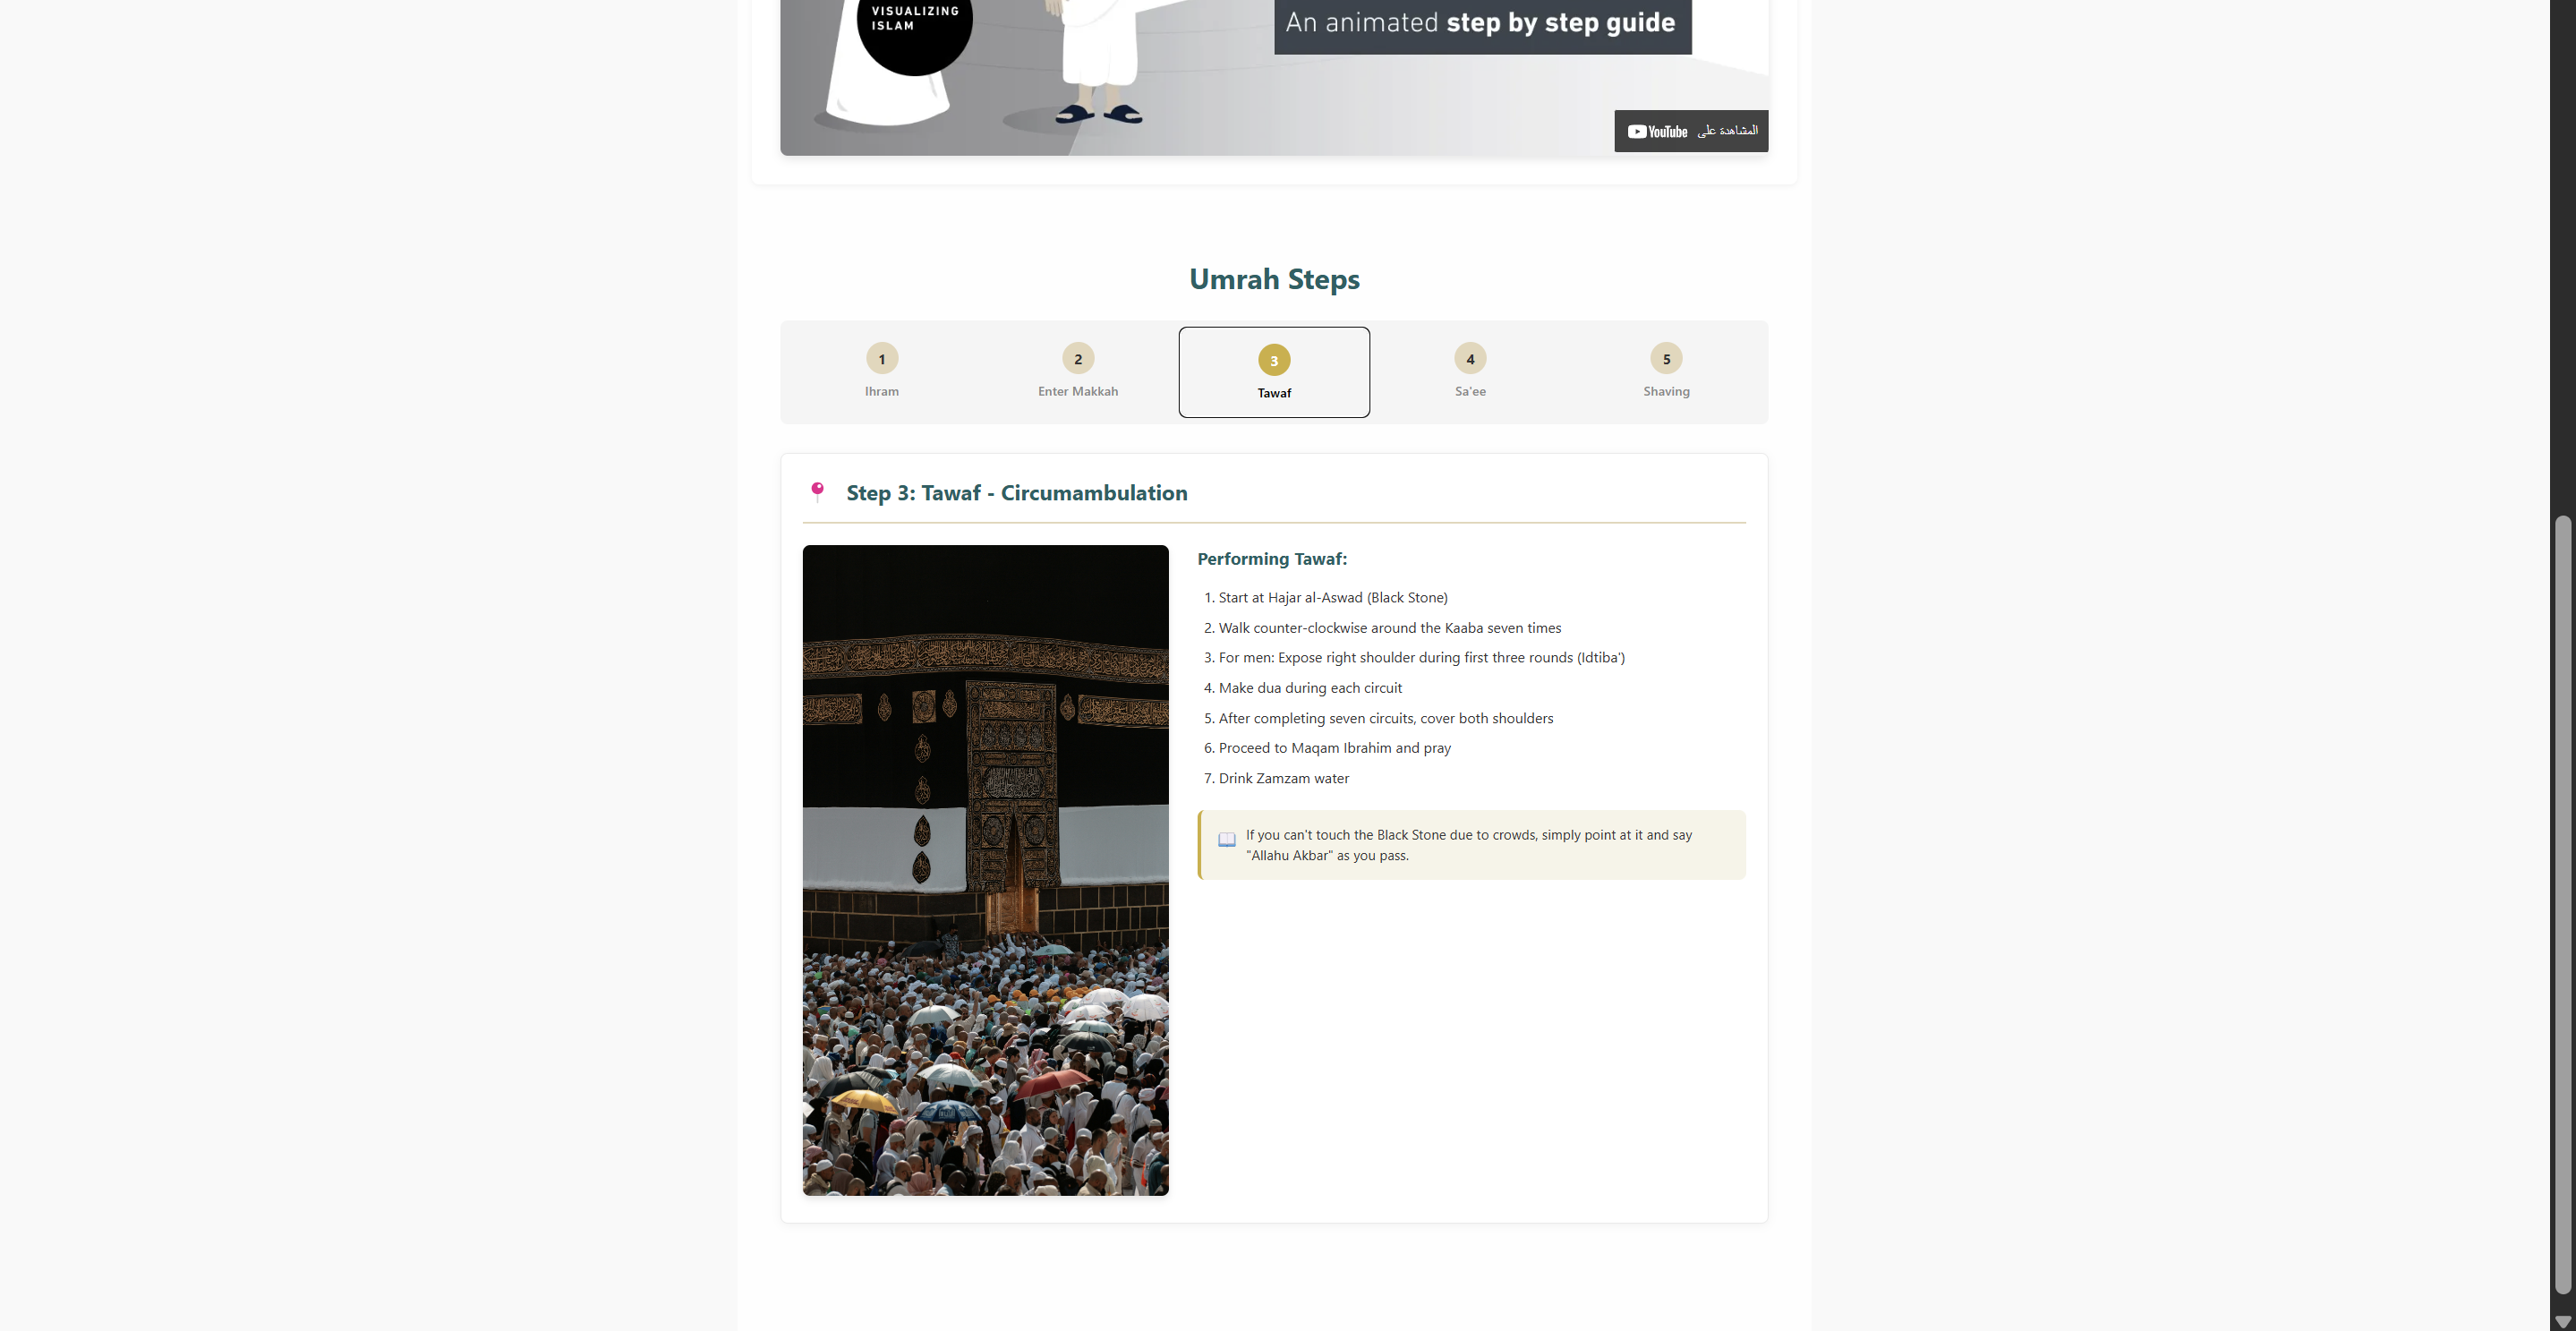 VISUALIZING
ISLAM
An animated step by step guide
المشاهدة على YouTube
Umrah Steps
1
Ihram
2
Enter Makkah
3
Tawaf
4
Sa'ee
5
Shaving
Step 3: Tawaf - Circumambulation
Performing Tawaf:
1. Start at Hajar al-Aswad (Black Stone)
2. Walk counter-clockwise around the Kaaba seven times
3. For men: Expose right shoulder during first three rounds (Idtiba')
4. Make dua during each circuit
5. After completing seven circuits, cover both shoulders
6. Proceed to Maqam Ibrahim and pray
7. Drink Zamzam water
If you can't touch the Black Stone due to crowds, simply point at it and say
"Allahu Akbar" as you pass.